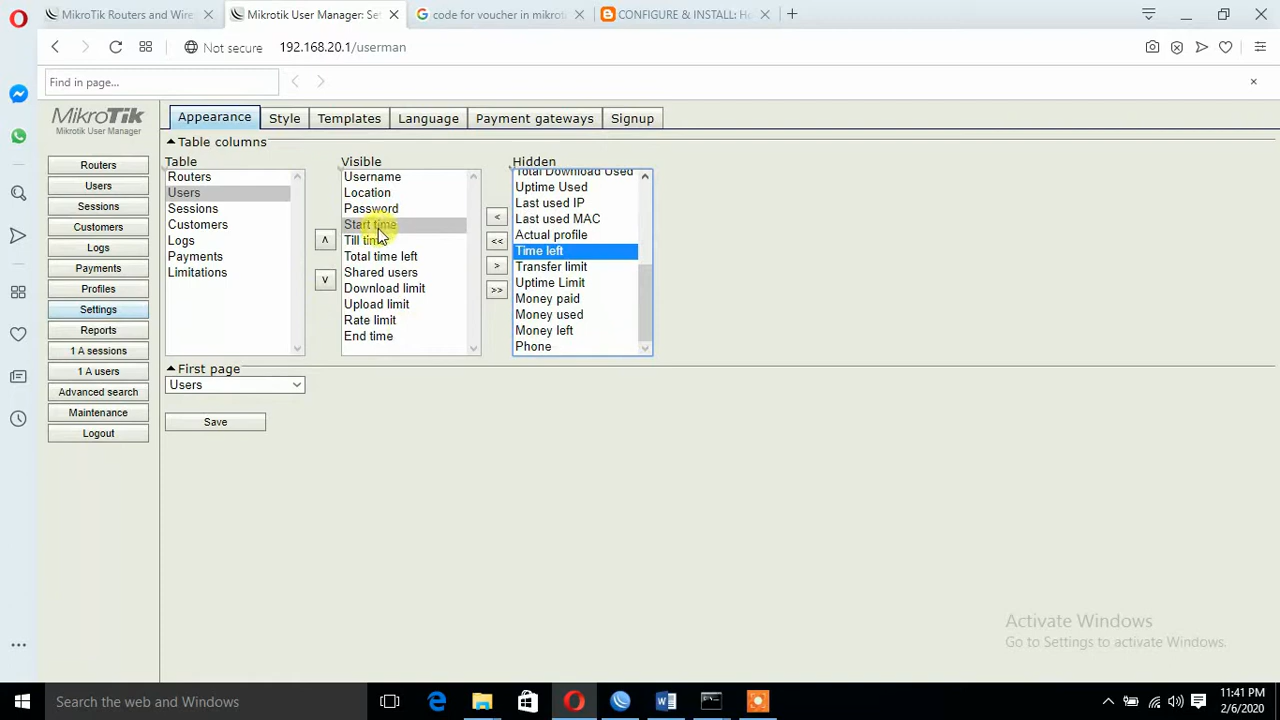 MikroTik Routers and Wire
Mikrotik User Manager: Se
code for voucher in mikroti
CONFIGURE & INSTALL: Ho
Not secure 192.168.20.1/userman
Find in page...
MikroTik
Mikrotik User Manager
Routers
Users
Sessions
Customers
Logs
Payments
Profiles
Settings
Reports
1 A sessions
1 A users
Advanced search
Maintenance
Logout
Appearance
Style
Templates
Language
Payment gateways
Signup
Table columns
Table
Routers
Users
Sessions
Customers
Logs
Payments
Limitations
Visible
Username
Location
Password
Start time
Till time
Total time left
Shared users
Download limit
Upload limit
Rate limit
End time
<
<<
>
>>
Hidden
Total Download Used
Uptime Used
Last used IP
Last used MAC
Actual profile
Time left
Transfer limit
Uptime Limit
Money paid
Money used
Money left
Phone
First page
Users
Save
Activate Windows
Go to Settings to activate Windows.
Search the web and Windows
11:41 PM
2/6/2020